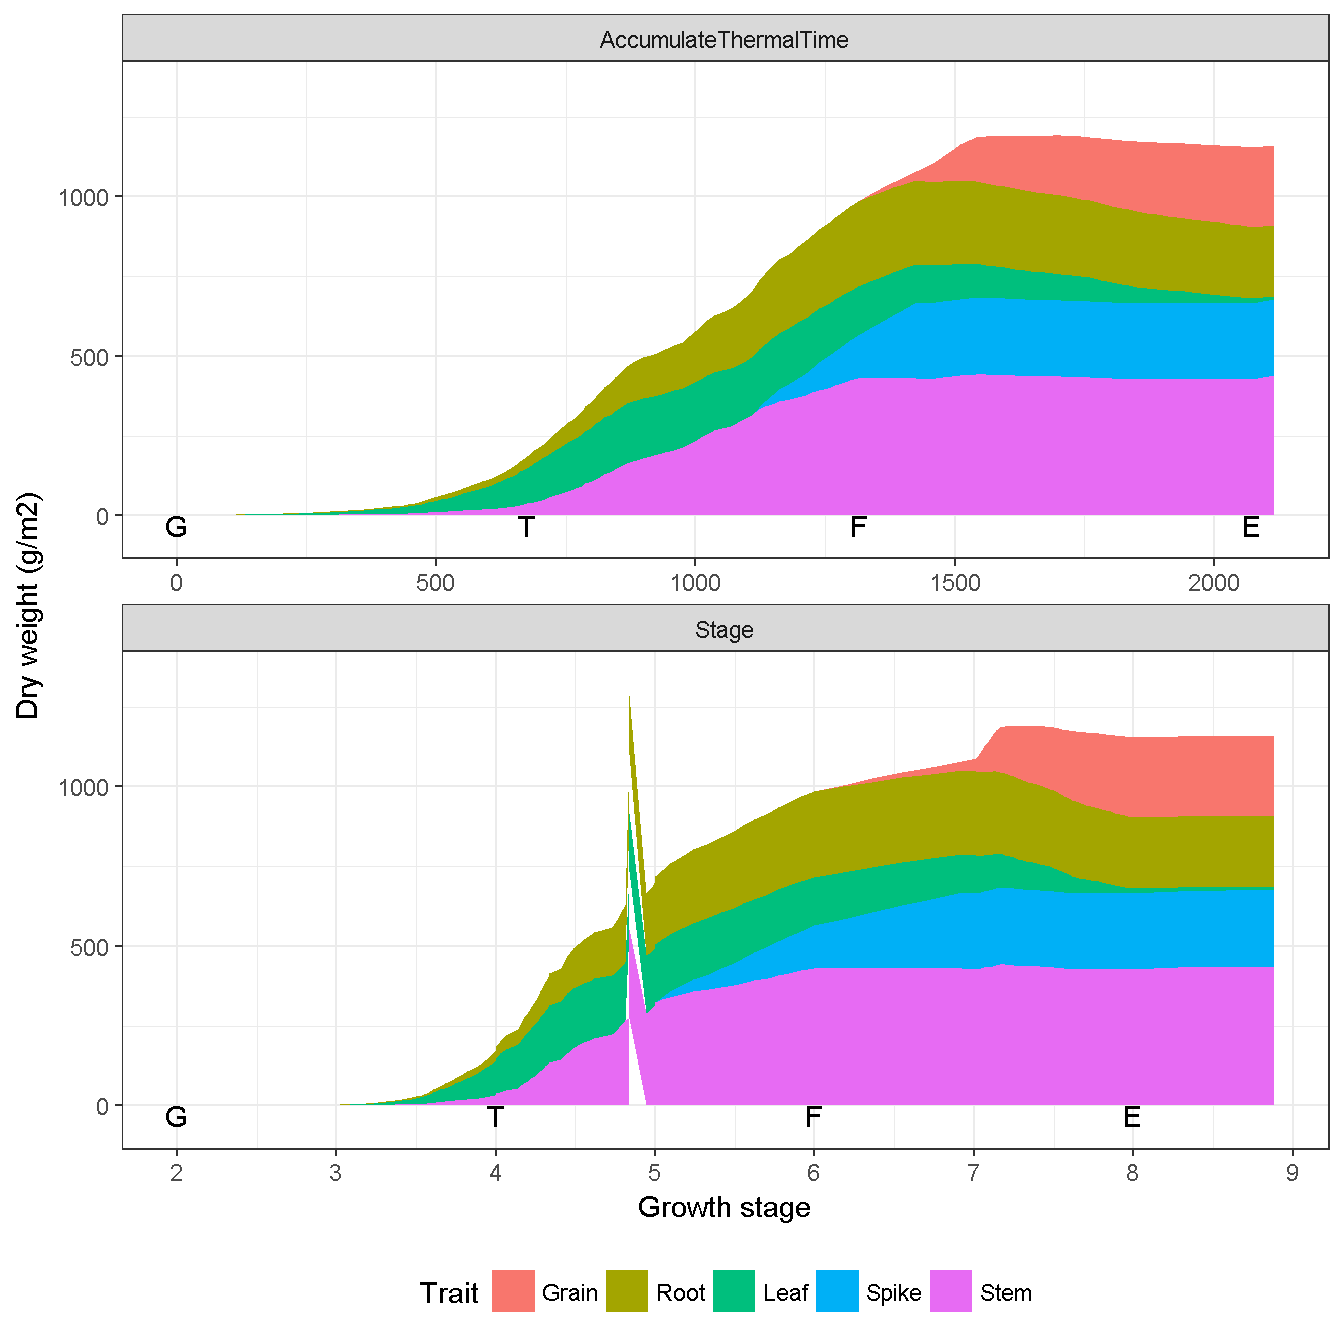 AccumulateThermalTime
Dry weight (g/m2)
1000
500
0
G T F E
0 500 1000 1500 2000
Stage
1000
500
0
G T F E
2 3 4 5 6 7 8 9
Growth stage
Trait Grain Root Leaf Spike Stem